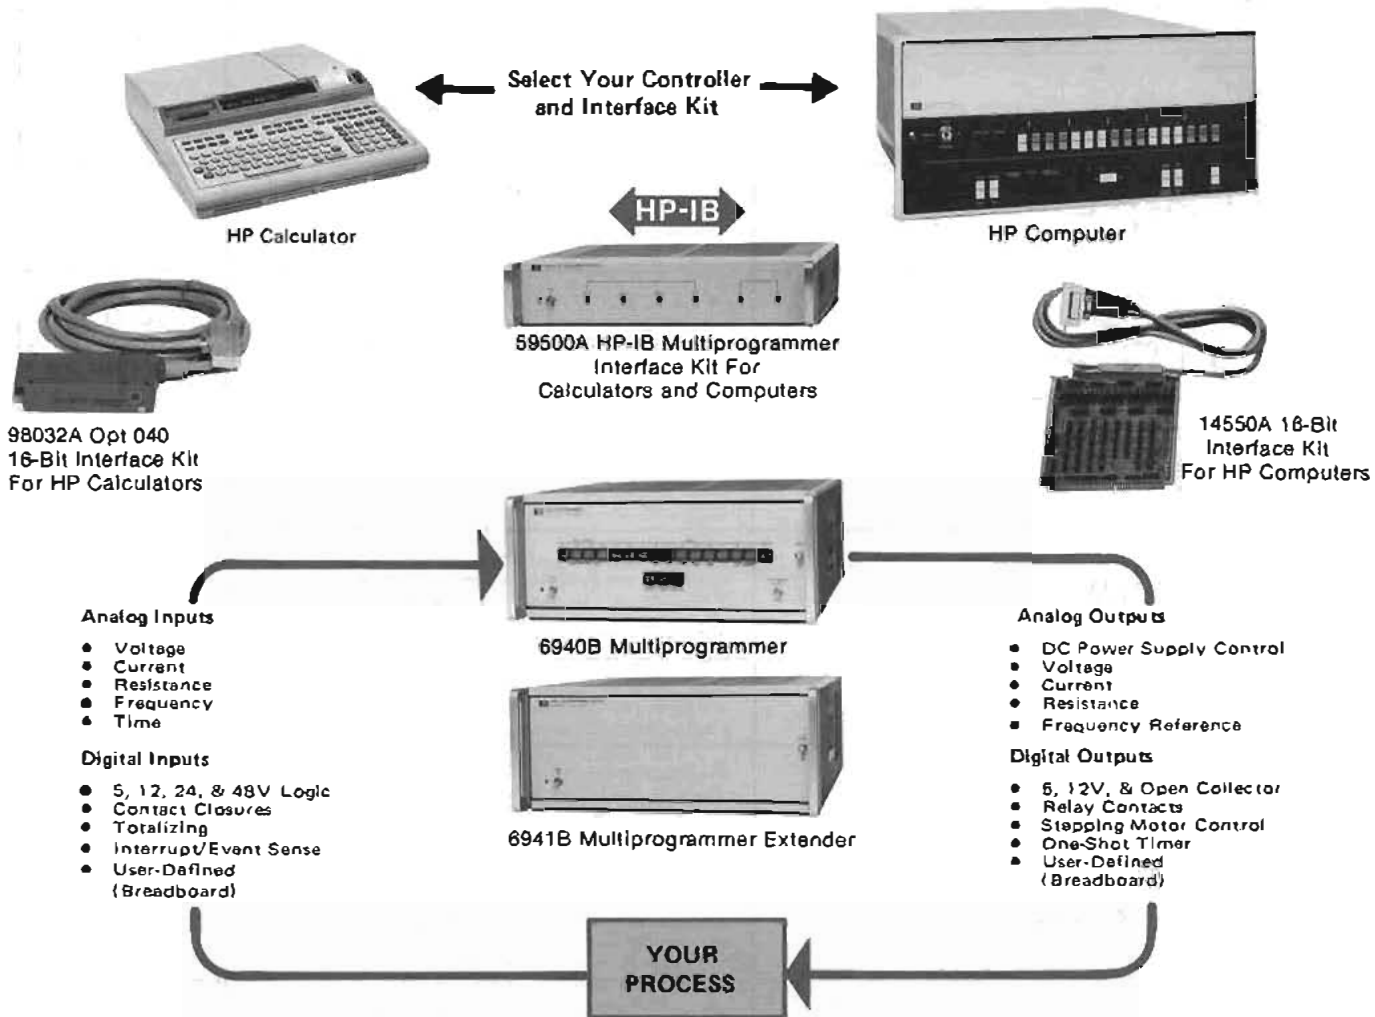 Select Your Controller
and Interface Kit
HP Calculator
HP-IB
HP Computer
59500A HP-IB Multiprogrammer
Interface Kit For
Calculators and Computers
98032A Opt 040
16-Bit Interface Kit
For HP Calculators
14550A 16-Bit
Interface Kit
For HP Computers
6940B Multiprogrammer
6941B Multiprogrammer Extender
Analog Inputs
• Voltage
• Current
• Resistance
• Frequency
• Time
Digital Inputs
• 5, 12, 24, & 48V Logic
• Contact Closures
• Totalizing
• Interrupt/Event Sense
• User-Defined
(Breadboard)
Analog Outputs
• DC Power Supply Control
• Voltage
• Current
• Resistance
• Frequency Reference
Digital Outputs
• 5, 12V, & Open Collector
• Relay Contacts
• Stepping Motor Control
• One-Shot Timer
• User-Defined
(Breadboard)
YOUR
PROCESS